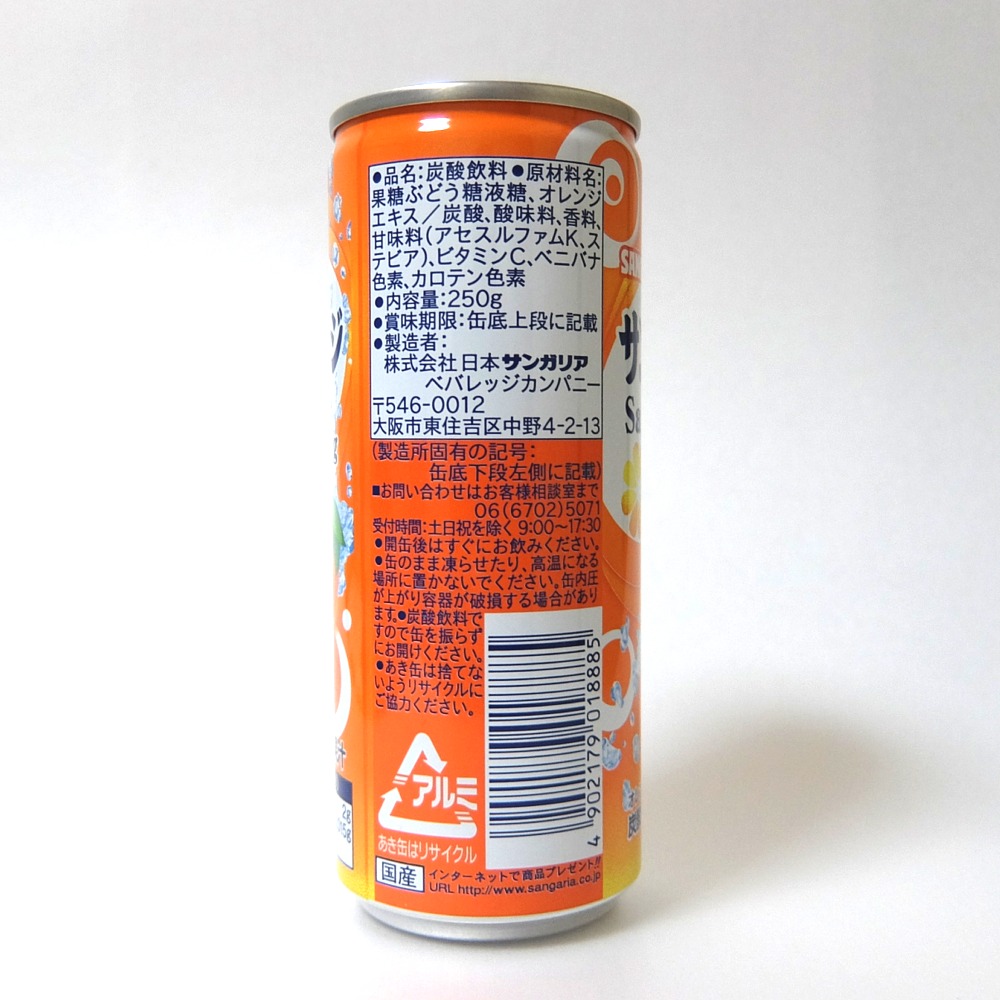 ●品名：炭酸飲料●原材料名：
果糖ぶどう糖液糖、オレンジ
エキス／炭酸、酸味料、香料、
甘味料（アセスルファムK、ス
テビア）、ビタミンC、ベニバナ
色素、カロテン色素
●内容量：250g
●賞味期限：缶底上段に記載
●製造者：
株式会社日本サンガリア
ベバレッジカンパニー
〒546-0012
大阪市東住吉区中野4-2-13
（製造所固有の記号：
缶底下段左側に記載）
■お問い合わせはお客様相談室まで
06（6702）5071
受付時間：土日祝を除く 9:00〜17:30
●開缶後はすぐにお飲みください。
●缶のまま凍らせたり、高温になる
場所に置かないでください。缶内圧
が上がり容器が破損する場合があり
ます。●炭酸飲料で
すので缶を振らず
にお開けください。
●あき缶は捨てな
いようリサイクルに
ご協力ください。
4 902179 018885
アルミ
あき缶はリサイクル
国産
インターネットで商品プレゼント!!
URL http://www.sangaria.co.jp
SAN
サ
S
ジ
汁
2g